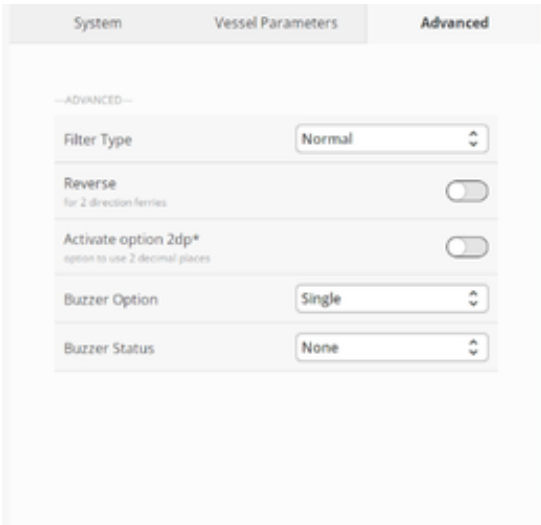 System Vessel Parameters Advanced
—ADVANCED—
Filter Type Normal
Reverse
for 2 direction ferries
Activate option 2dp*
option to use 2 decimal places
Buzzer Option Single
Buzzer Status None